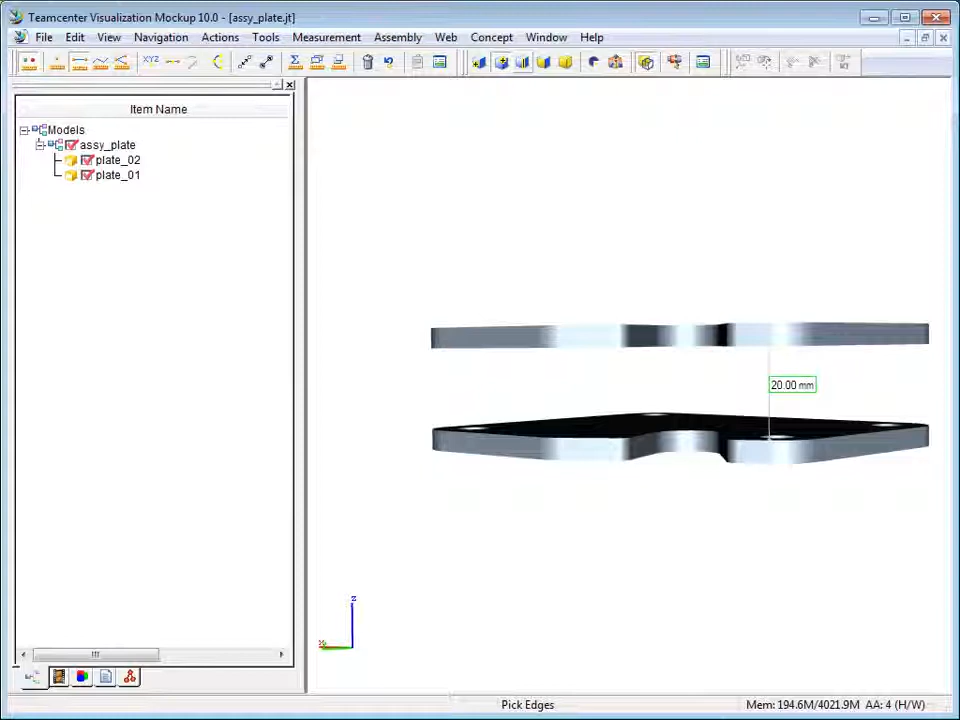 Teamcenter Visualization Mockup 10.0 - [assy_plate.jt]
File Edit View Navigation Actions Tools Measurement Assembly Web Concept Window Help
XYZ
Item Name
Models
assy_plate
plate_02
plate_01
20.00 mm
Z
X
Pick Edges
Mem: 194.6M/4021.9M AA: 4 (H/W)